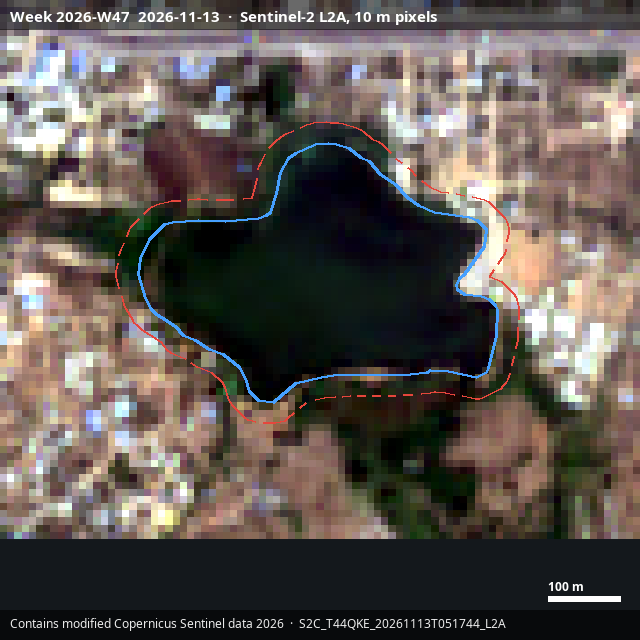 Week 2026-W47 2026-11-13 · Sentinel-2 L2A, 10 m pixels
100 m
Contains modified Copernicus Sentinel data 2026 · S2C_T44QKE_20261113T051744_L2A